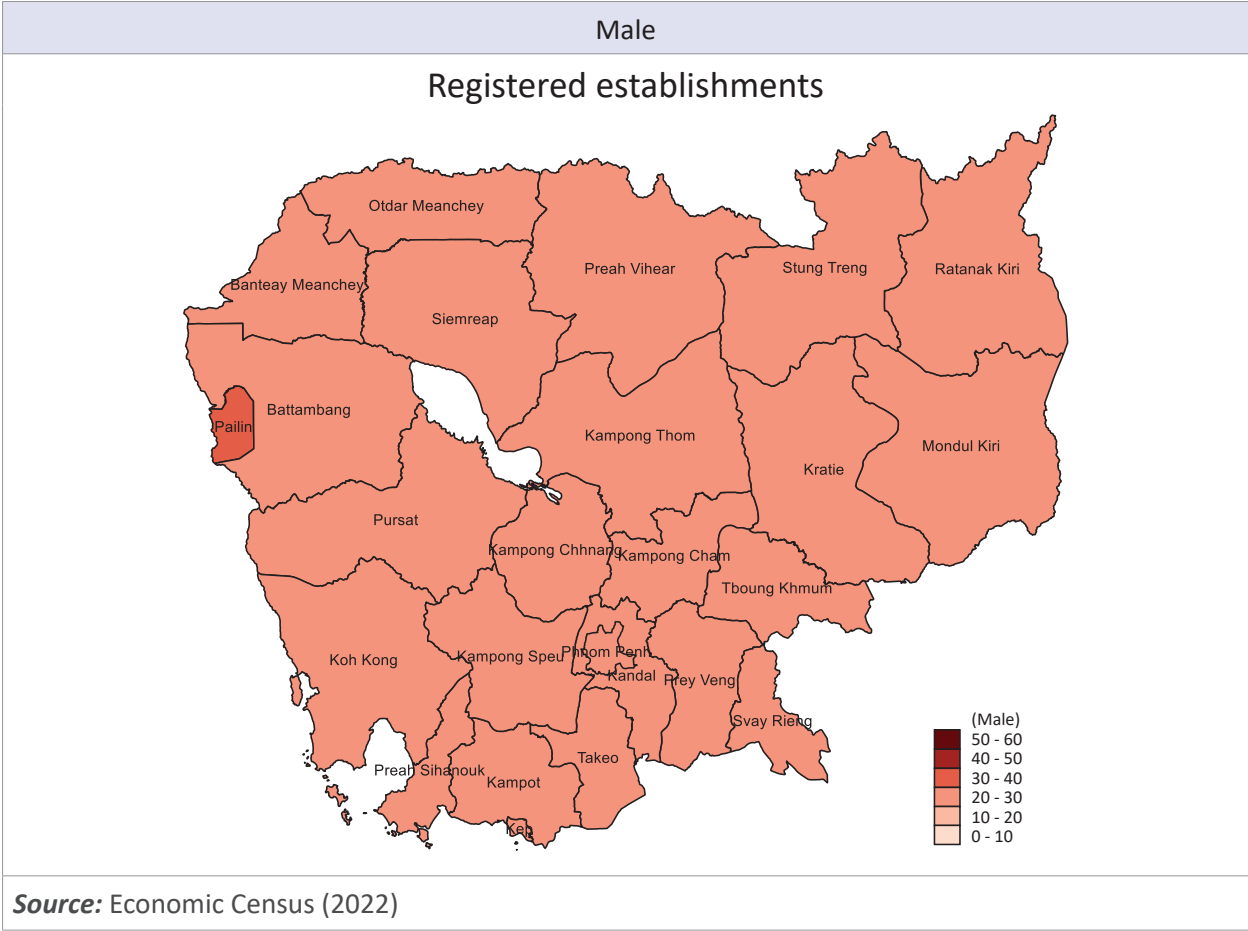 Male
Registered establishments
Otdar Meanchey
Preah Vihear
Stung Treng
Ratanak Kiri
Banteay Meanchey
Siemreap
Battambang
Pailin
Kampong Thom
Mondul Kiri
Kratie
Pursat
Kampong Chhnang
Kampong Cham
Tboung Khmum
Koh Kong
Kampong Speu
Phnom Penh
Kandal
Prey Veng
Svay Rieng
Takeo
Preah Sihanouk
Kampot
Kep
(Male)
50 - 60
40 - 50
30 - 40
20 - 30
10 - 20
0 - 10
Source: Economic Census (2022)